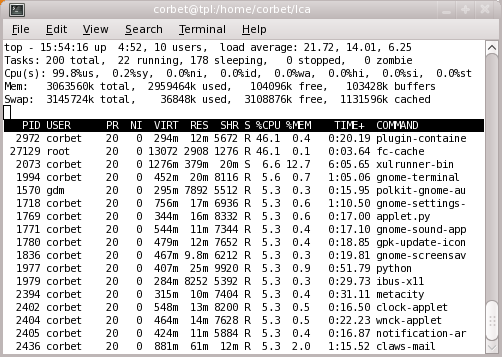 corbet@tpl:/home/corbet/lca
File Edit View Search Terminal Help
top - 15:54:16 up 4:52, 10 users, load average: 21.72, 14.01, 6.25
Tasks: 200 total, 22 running, 178 sleeping, 0 stopped, 0 zombie
Cpu(s): 99.8%us, 0.2%sy, 0.0%ni, 0.0%id, 0.0%wa, 0.0%hi, 0.0%si, 0.0%st
Mem: 3063560k total, 2959464k used, 104096k free, 103428k buffers
Swap: 3145724k total, 36848k used, 3108876k free, 1131596k cached
PID USER PR NI VIRT RES SHR S %CPU %MEM TIME+ COMMAND
2972 corbet 20 0 294m 12m 5672 R 46.1 0.4 0:20.19 plugin-containe
27129 root 20 0 13072 2908 1276 R 46.1 0.1 0:03.64 fc-cache
2073 corbet 20 0 1276m 379m 20m S 6.6 12.7 6:05.65 xulrunner-bin
1994 corbet 20 0 452m 20m 8116 R 5.6 0.7 1:05.06 gnome-terminal
1570 gdm 20 0 295m 7892 5512 R 5.3 0.3 0:15.95 polkit-gnome-au
1718 corbet 20 0 756m 17m 6936 R 5.3 0.6 1:10.50 gnome-settings-
1769 corbet 20 0 344m 16m 8332 R 5.3 0.6 0:17.00 applet.py
1771 corbet 20 0 544m 11m 7344 R 5.3 0.4 0:17.10 gnome-sound-app
1780 corbet 20 0 479m 12m 7652 R 5.3 0.4 0:18.85 gpk-update-icon
1836 corbet 20 0 467m 9.8m 6212 R 5.3 0.3 0:19.81 gnome-screensav
1977 corbet 20 0 407m 25m 9920 R 5.3 0.9 0:51.79 python
1979 corbet 20 0 284m 8252 5392 R 5.3 0.3 0:29.73 ibus-x11
2394 corbet 20 0 315m 10m 7404 R 5.3 0.4 0:31.11 metacity
2402 corbet 20 0 548m 13m 8200 R 5.3 0.5 0:16.50 clock-applet
2404 corbet 20 0 464m 14m 7628 R 5.3 0.5 0:22.23 wnck-applet
2405 corbet 20 0 424m 11m 5884 R 5.3 0.4 0:16.87 notification-ar
2436 corbet 20 0 881m 61m 12m R 5.3 2.0 1:15.52 claws-mail